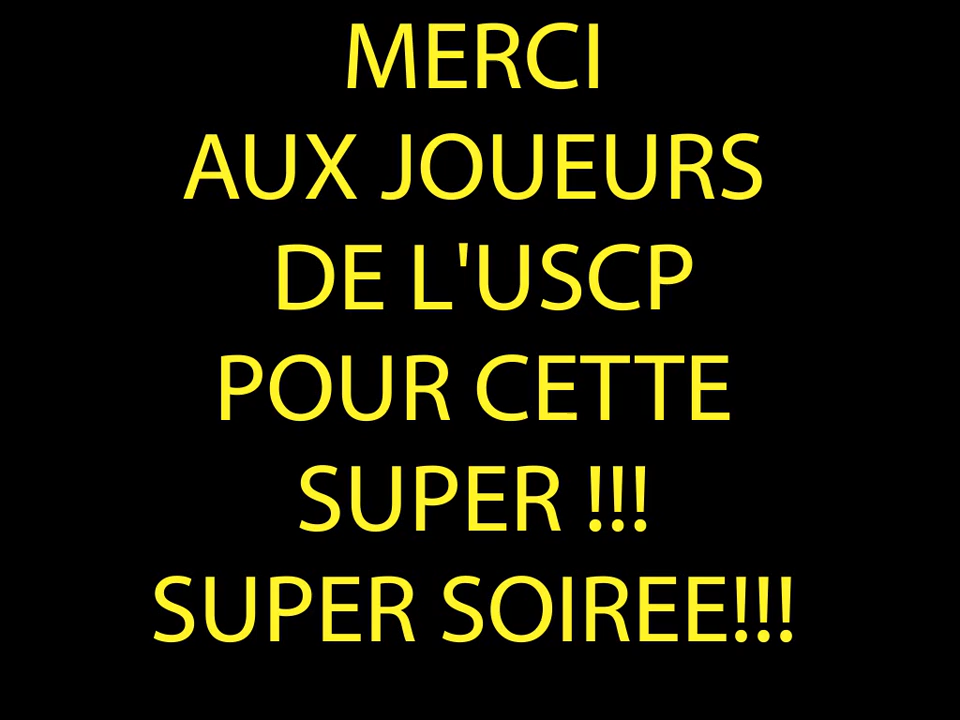 MERCI
AUX JOUEURS
DE L'USCP
POUR CETTE
SUPER !!!
SUPER SOIREE!!!